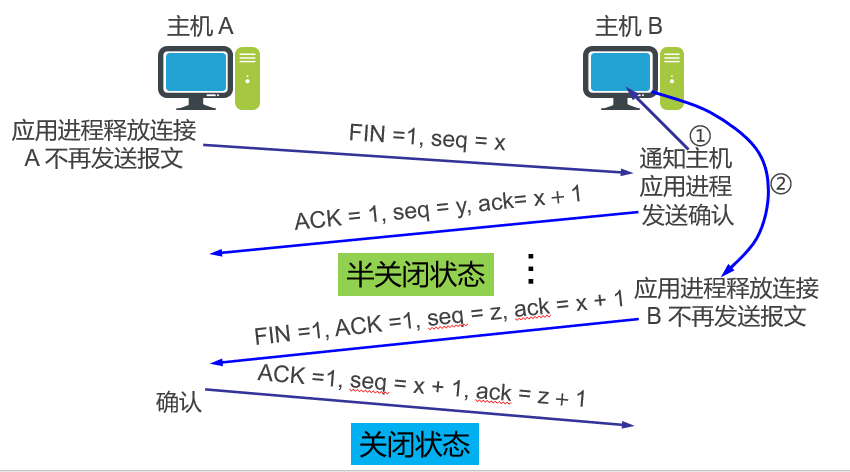 主机 A
主机 B
应用进程释放连接
A 不再发送报文
FIN =1, seq = x
①
通知主机
应用进程
发送确认
②
ACK = 1, seq = y, ack= x + 1
半关闭状态
⋮
应用进程释放连接
B 不再发送报文
FIN =1, ACK =1, seq = z, ack = x + 1
ACK =1, seq = x + 1, ack = z + 1
确认
关闭状态